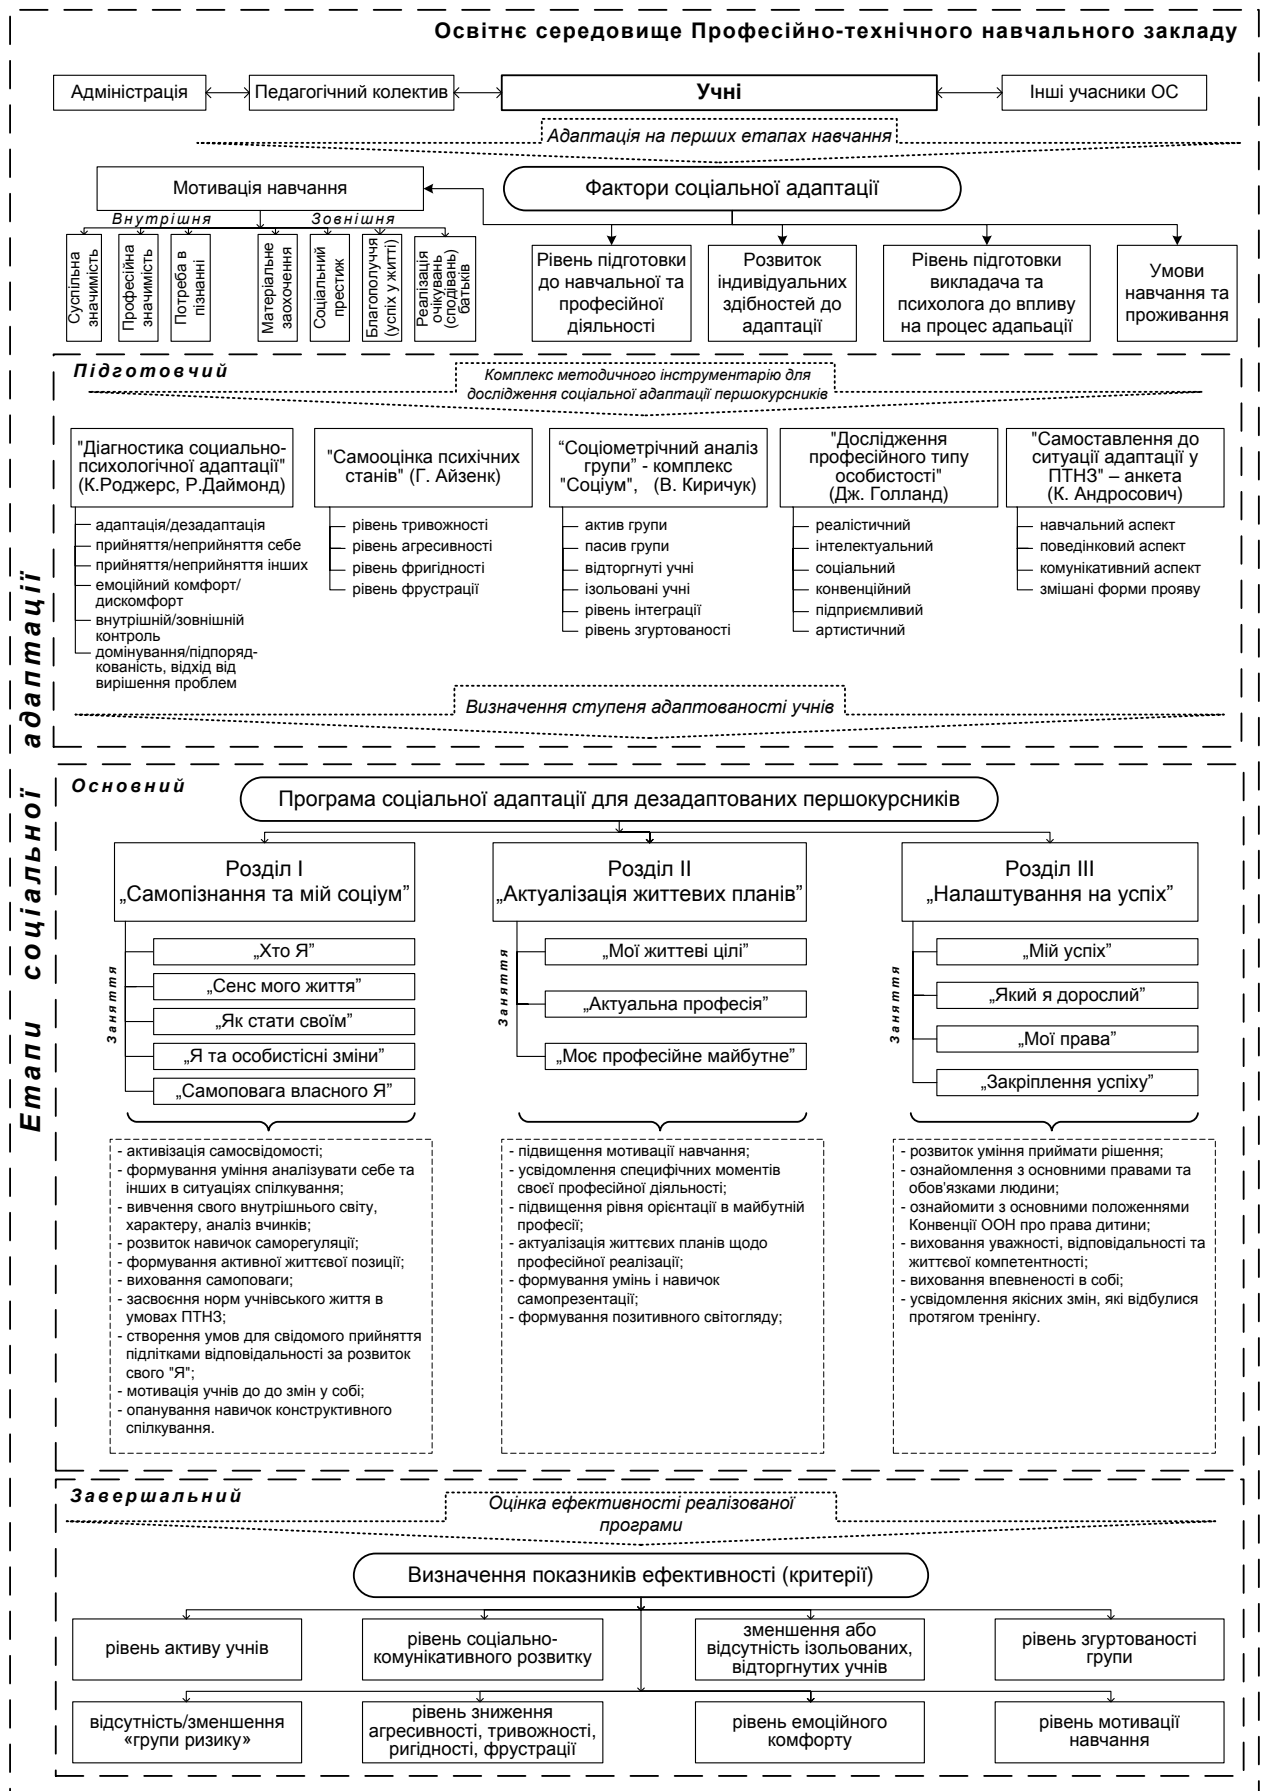 Освітнє середовище Професійно-технічного навчального закладу
Адміністрація
Педагогічний колектив
Учні
Інші учасники ОС
Адаптація на перших етапах навчання
Мотивація навчання
Фактори соціальної адаптації
Внутрішня
Зовнішня
Суспільна
значимість
Професійна
значимість
Потреба в
пізнанні
Матеріальне
заохочення
Соціальний
престиж
Благополуччя
(успіх у житті)
Реалізація
очікувань
(сподівань)
батьків
Рівень підготовки
до навчальної та
професійної
діяльності
Розвиток
індивідуальних
здібностей до
адаптації
Рівень підготовки
викладача та
психолога до впливу
на процес адапьації
Умови
навчання та
проживання
Етапи соціальної адаптації
Підготовчий
Комплекс методичного інструментарію для
дослідження соціальної адаптації першокурсників
"Діагностика социально-
психологічної адаптації"
(К.Роджерс, Р.Даймонд)
адаптація/дезадаптація
прийняття/неприйняття себе
прийняття/неприйняття інших
емоційний комфорт/
дискомфорт
внутрішній/зовнішній
контроль
домінування/підпоряд-
кованість, відхід від
вирішення проблем
"Самооцінка психічних
станів" (Г. Айзенк)
рівень тривожності
рівень агресивності
рівень фригідності
рівень фрустрації
“Соціометрічний аналіз
групи” - комплекс
"Соціум", (В. Киричук)
актив групи
пасив групи
відторгнуті учні
ізольовані учні
рівень інтеграції
рівень згуртованості
"Дослідження
професійного типу
особистості"
(Дж. Голланд)
реалістичний
інтелектуальний
соціальний
конвенційний
підприємливий
артистичний
"Самоставлення до
ситуації адаптації у
ПТНЗ" – анкета
(К. Андросович)
навчальний аспект
поведінковий аспект
комунікативний аспект
змішані форми прояву
Визначення ступеня адаптованості учнів
Основний
Програма соціальної адаптації для дезадаптованих першокурсників
Розділ І
„Самопізнання та мій соціум”
Заняття
„Хто Я”
„Сенс мого життя”
„Як стати своїм”
„Я та особистісні зміни”
„Самоповага власного Я”
- активізація самосвідомості;
- формування уміння аналізувати себе та
інших в ситуаціях спілкування;
- вивчення свого внутрішнього світу,
характеру, аналіз вчинків;
- розвиток навичок саморегуляції;
- формування активної життєвої позиції;
- виховання самоповаги;
- засвоєння норм учнівського життя в
умовах ПТНЗ;
- створення умов для свідомого прийняття
підлітками відповідальності за розвиток
свого "Я";
- мотивація учнів до до змін у собі;
- опанування навичок конструктивного
спілкування.
Розділ ІІ
„Актуалізація життевих планів”
Заняття
„Мої життеві цілі”
„Актуальна професія”
„Моє професійне майбутне”
- підвищення мотивації навчання;
- усвідомлення специфічних моментів
своєї професійної діяльності;
- підвищення рівня орієнтації в майбутній
професії;
- актуалізація життєвих планів щодо
професійної реалізації;
- формування умінь і навичок
самопрезентації;
- формування позитивного світогляду;
Розділ ІІІ
„Налаштування на успіх”
Заняття
„Мій успіх”
„Який я дорослий”
„Мої права”
„Закріплення успіху”
- розвиток уміння приймати рішення;
- ознайомлення з основними правами та
обов'язками людини;
- ознайомити з основними положеннями
Конвенції ООН про права дитини;
- виховання уважності, відповідальності та
життєвої компетентності;
- виховання впевненості в собі;
- усвідомлення якісних змін, які відбулися
протягом тренінгу.
Завершальний
Оцінка ефективності реалізованої
програми
Визначення показників ефективності (критерії)
рівень активу учнів
рівень соціально-
комунікативного розвитку
зменшення або
відсутність ізольованих,
відторгнутих учнів
рівень згуртованості
групи
відсутність/зменшення
«групи ризику»
рівень зниження
агресивності, тривожності,
ригідності, фрустрації
рівень емоційного
комфорту
рівень мотивації
навчання